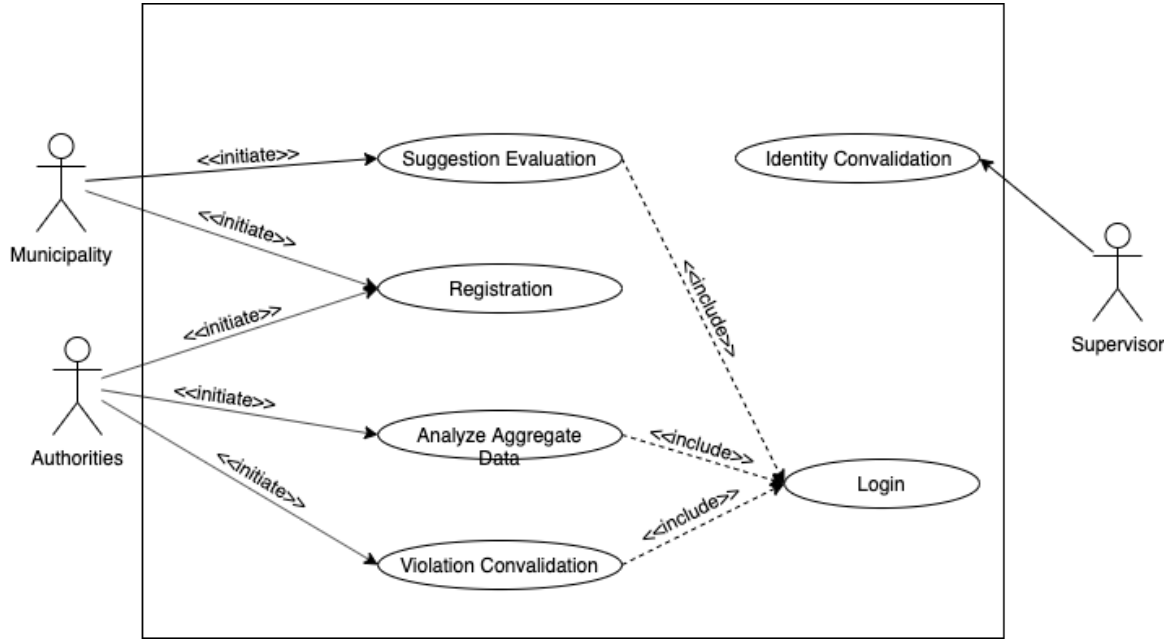 <<initiate>>
Suggestion Evaluation
Identity Convalidation
Municipality
<<initiate>>
Registration
<<include>>
<<initiate>>
Supervisor
<<initiate>>
Authorities
Analyze Aggregate
Data
<<include>>
<<initiate>>
Login
<<include>>
Violation Convalidation